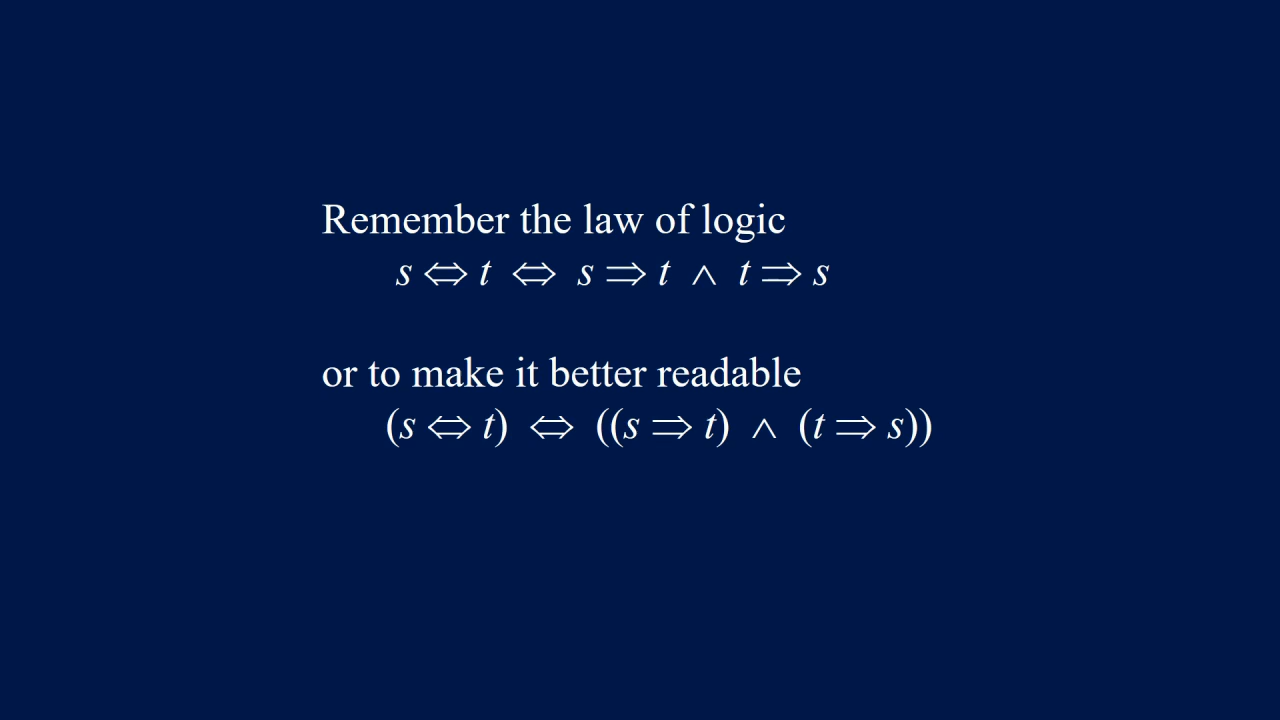 Remember the law of logic
s ⇔ t ⇔ s ⇒ t ∧ t ⇒ s
or to make it better readable
(s ⇔ t) ⇔ ((s ⇒ t) ∧ (t ⇒ s))